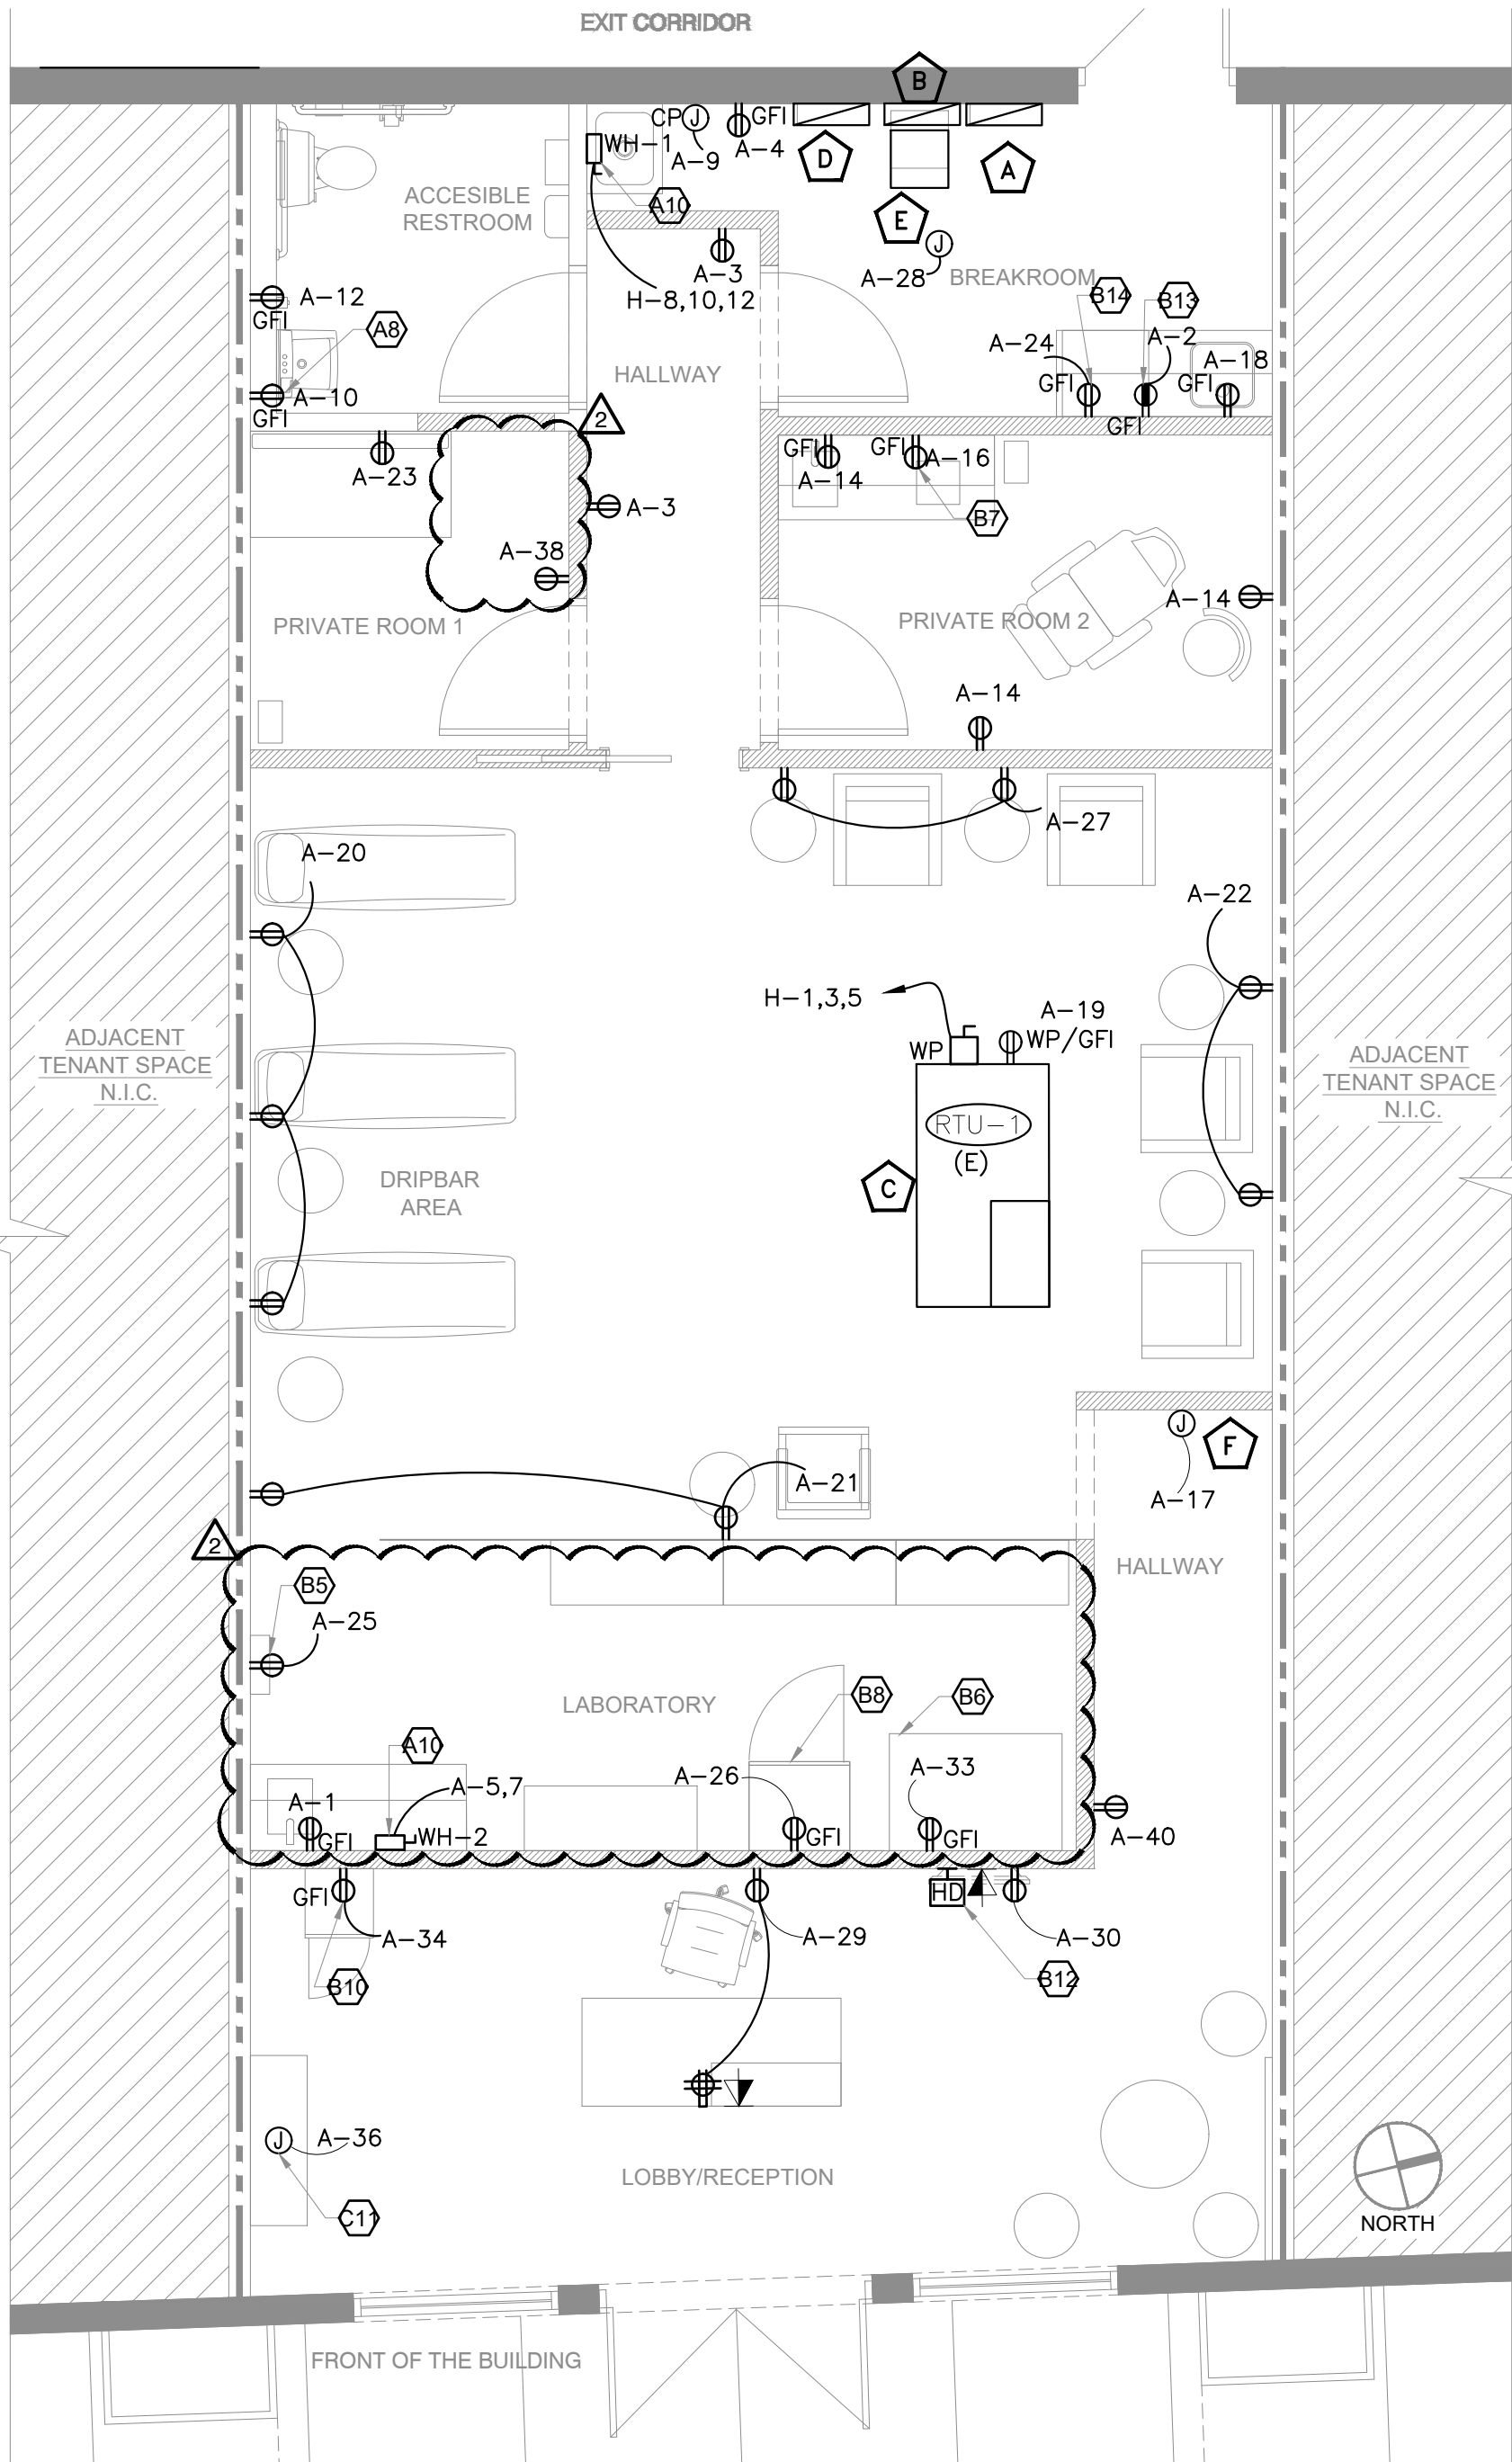 EXIT CORRIDOR
B
CP
J
GFI
WH-1
A-9
A-4
D
A
ACCESIBLE
RESTROOM
A10
E
J
A-3
A-28
BREAKROOM
H-8,10,12
A-12
GFI
A8
B14
B13
A-24
A-2
A-18
HALLWAY
GFI
GFI
A-10
GFI
GFI
2
GFI
GFI
A-16
A-14
A-23
A-3
B7
A-38
A-14
PRIVATE ROOM 1
PRIVATE ROOM 2
A-14
A-27
A-20
A-22
H-1,3,5
A-19
WP/GFI
WP
ADJACENT
TENANT SPACE
N.I.C.
ADJACENT
TENANT SPACE
N.I.C.
RTU-1
(E)
C
DRIPBAR
AREA
J
F
A-21
A-17
2
HALLWAY
B5
A-25
LABORATORY
B8
B6
A10
A-5,7
A-26
A-33
A-1
GFI
WH-2
GFI
GFI
A-40
GFI
HD
A-34
A-29
A-30
B10
B12
J
A-36
LOBBY/RECEPTION
C11
NORTH
FRONT OF THE BUILDING